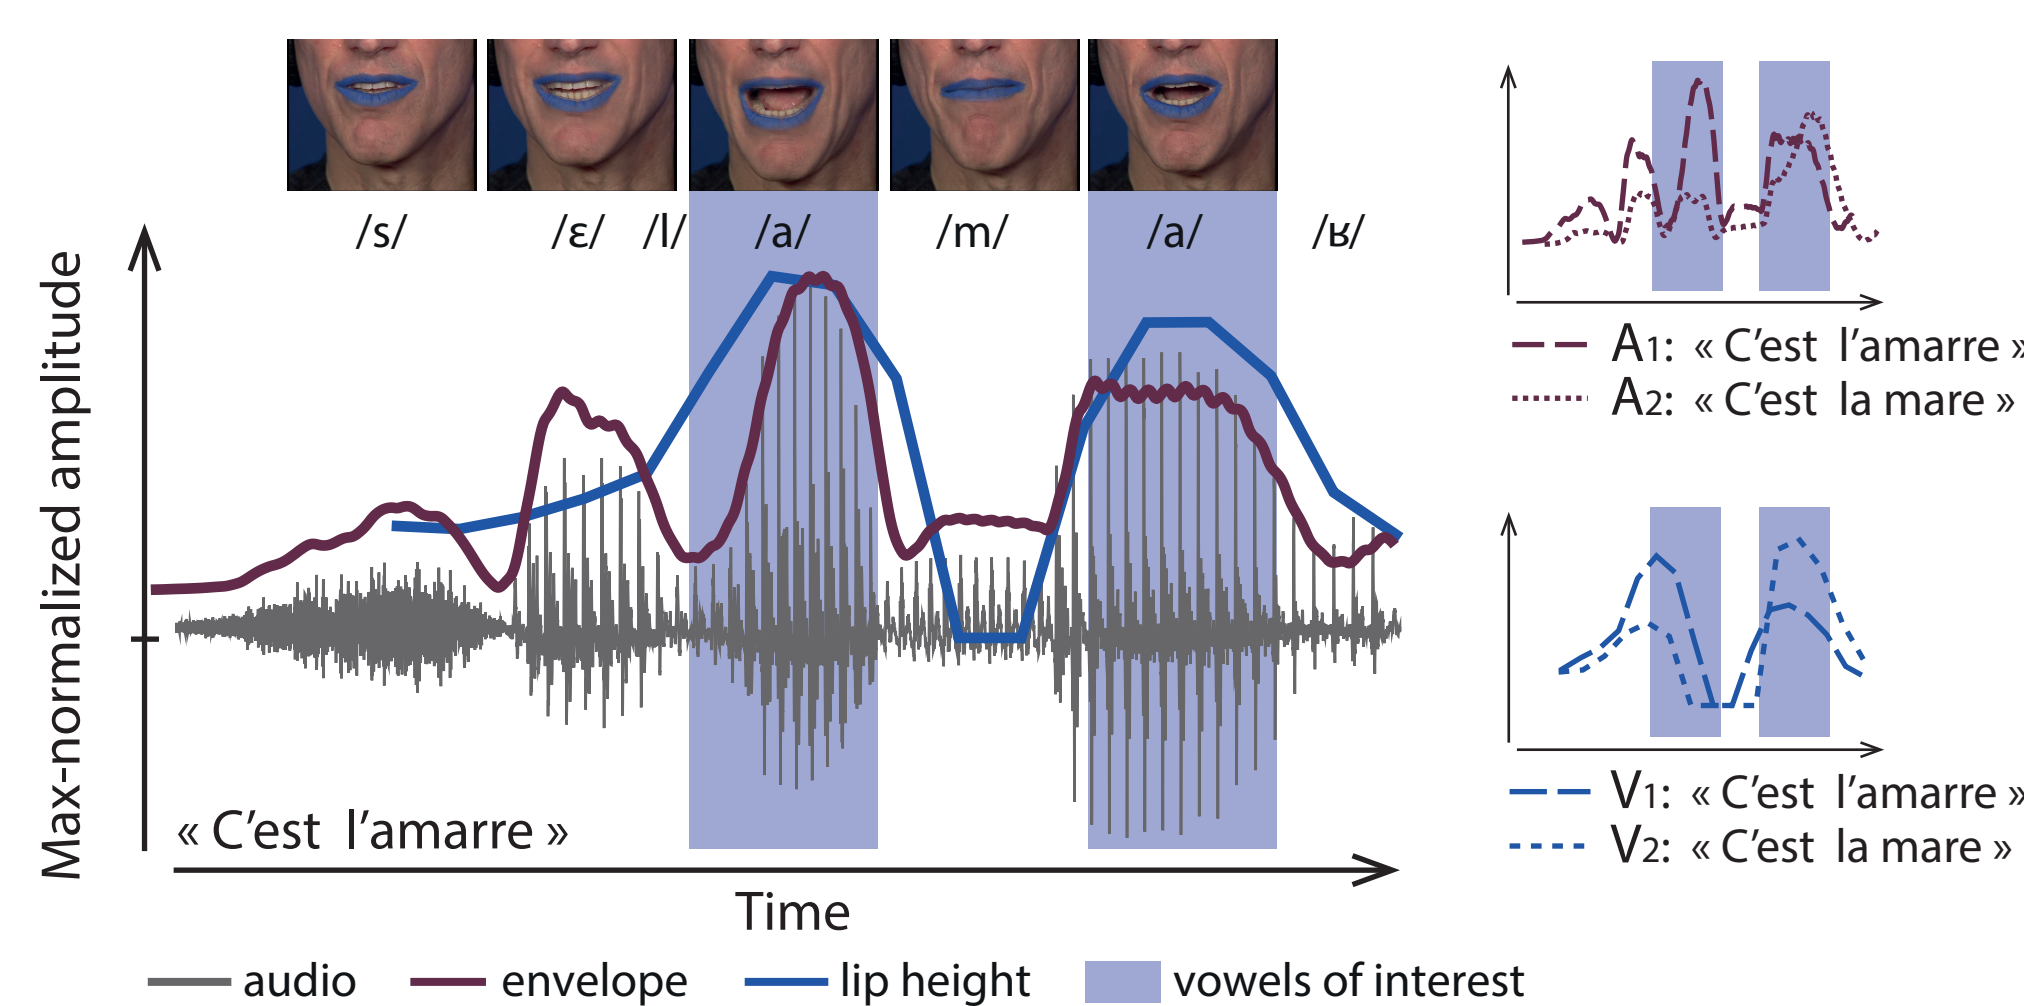 /s/ /ɛ/ /l/ /a/ /m/ /a/ /ʁ/
Max-normalized amplitude
« C'est l'amarre »
Time
audio envelope lip height vowels of interest
A1: « C'est l'amarre »
A2: « C'est la mare »
V1: « C'est l'amarre »
V2: « C'est la mare »